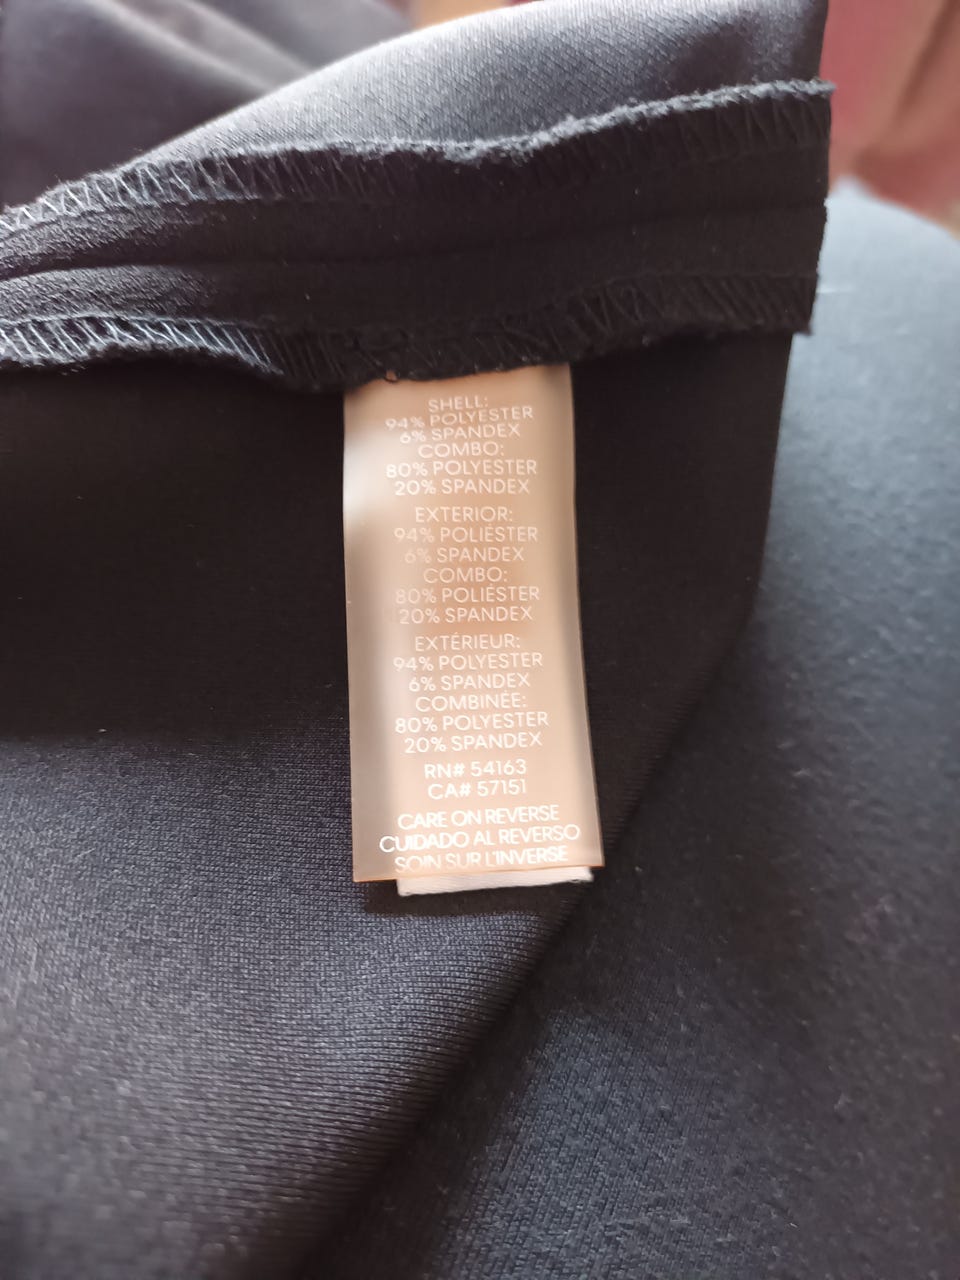 SHELL:
94% POLYESTER
6% SPANDEX
COMBO:
80% POLYESTER
20% SPANDEX
EXTERIOR:
94% POLIÉSTER
6% SPANDEX
COMBO:
80% POLIÉSTER
20% SPANDEX
EXTÉRIEUR:
94% POLYESTER
6% SPANDEX
COMBINÉE:
80% POLYESTER
20% SPANDEX
RN# 54163
CA# 57151
CARE ON REVERSE
CUIDADO AL REVERSO
SOIN SUR L'INVERSE